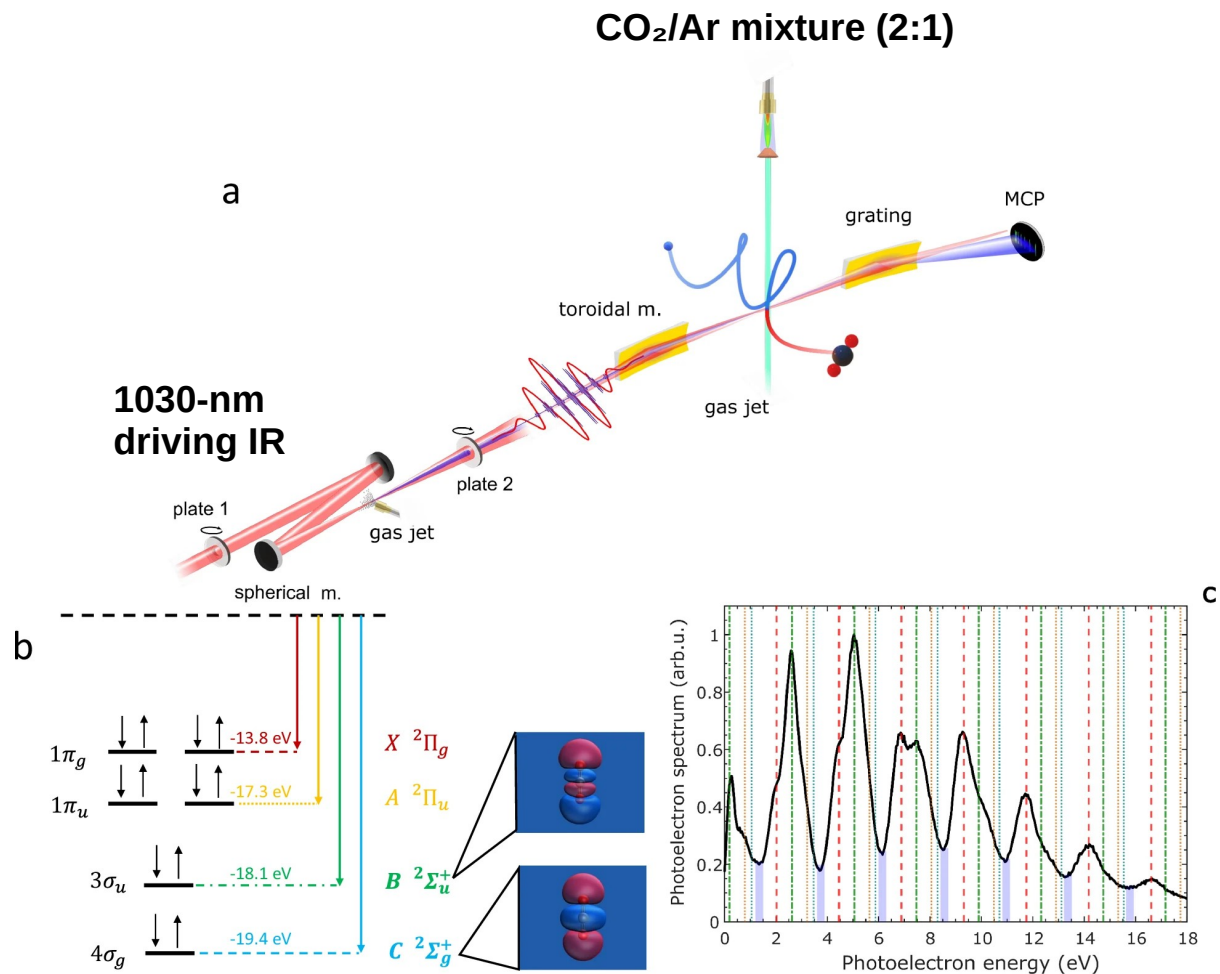 CO₂/Ar mixture (2:1)
a
MCP
grating
toroidal m.
gas jet
1030-nm
driving IR
plate 2
plate 1
gas jet
spherical m.
b
-13.8 eV
1π_g
X ²Π_g
-17.3 eV
1π_u
A ²Π_u
-18.1 eV
3σ_u
B ²Σ_u⁺
-19.4 eV
4σ_g
C ²Σ_g⁺
c
Photoelectron spectrum (arb.u.)
1
0.8
0.6
0.4
0.2
0
0 2 4 6 8 10 12 14 16 18
Photoelectron energy (eV)